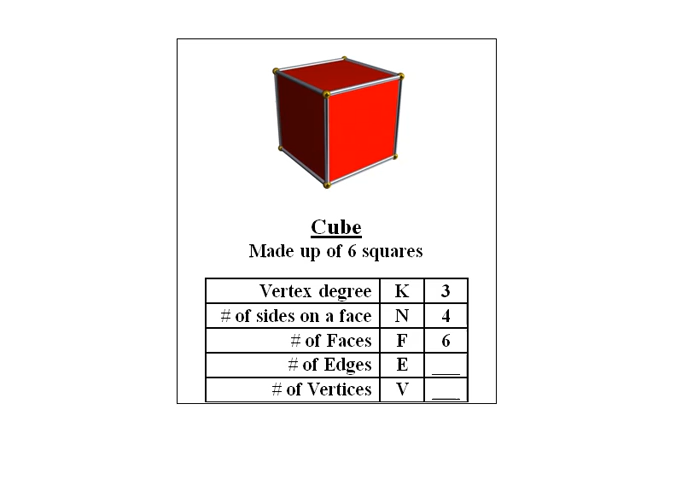 Cube
Made up of 6 squares
Vertex degree K 3
# of sides on a face N 4
# of Faces F 6
# of Edges E ___
# of Vertices V ___